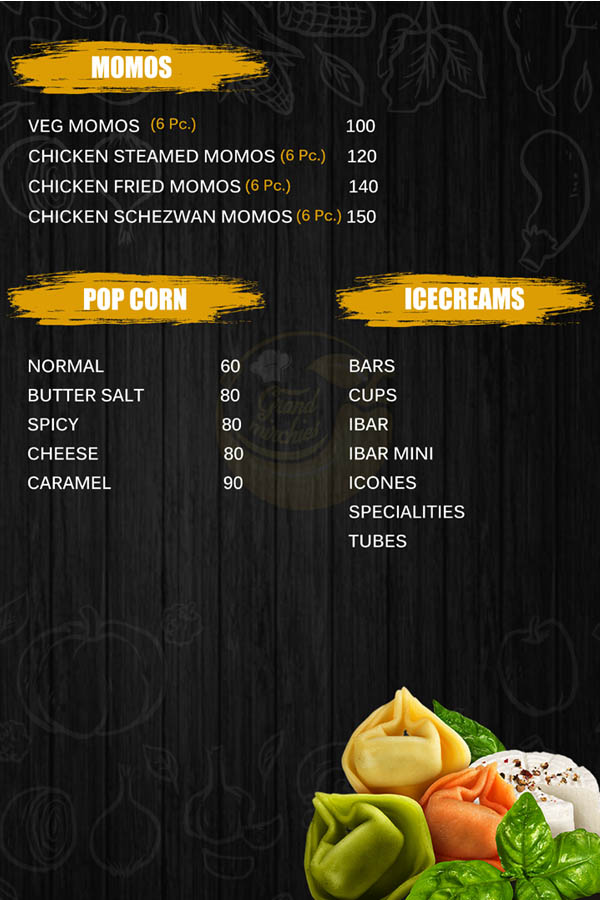 MOMOS
VEG MOMOS (6 Pc.) 100
CHICKEN STEAMED MOMOS (6 Pc.) 120
CHICKEN FRIED MOMOS (6 Pc.) 140
CHICKEN SCHEZWAN MOMOS (6 Pc.) 150
POP CORN
NORMAL 60
BUTTER SALT 80
SPICY 80
CHEESE 80
CARAMEL 90
ICECREAMS
BARS
CUPS
IBAR
IBAR MINI
ICONES
SPECIALITIES
TUBES
Grand